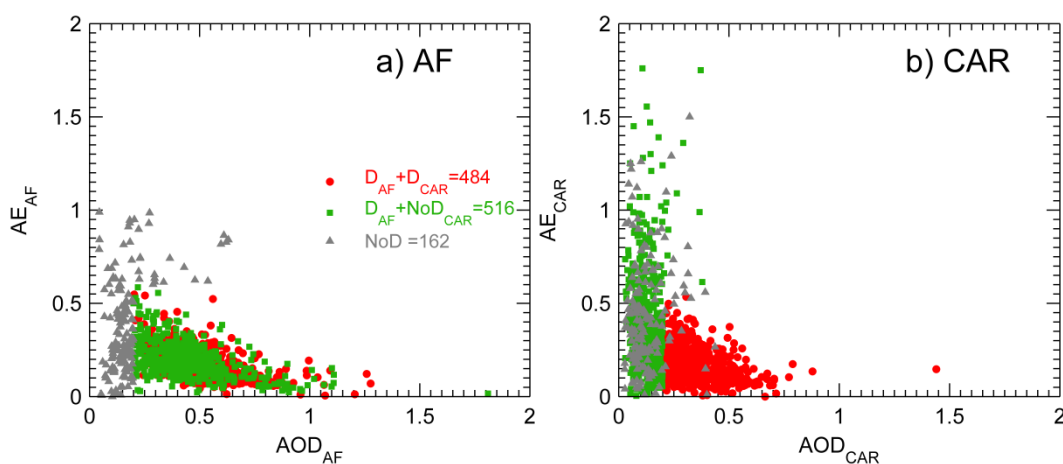 a) AF
b) CAR
2
1.5
1
0.5
0
AE_AF
D_AF+D_CAR=484
D_AF+NoD_CAR=516
NoD =162
0 0.5 1 1.5 2
AOD_AF
2
1.5
1
0.5
0
AE_CAR
0 0.5 1 1.5 2
AOD_CAR